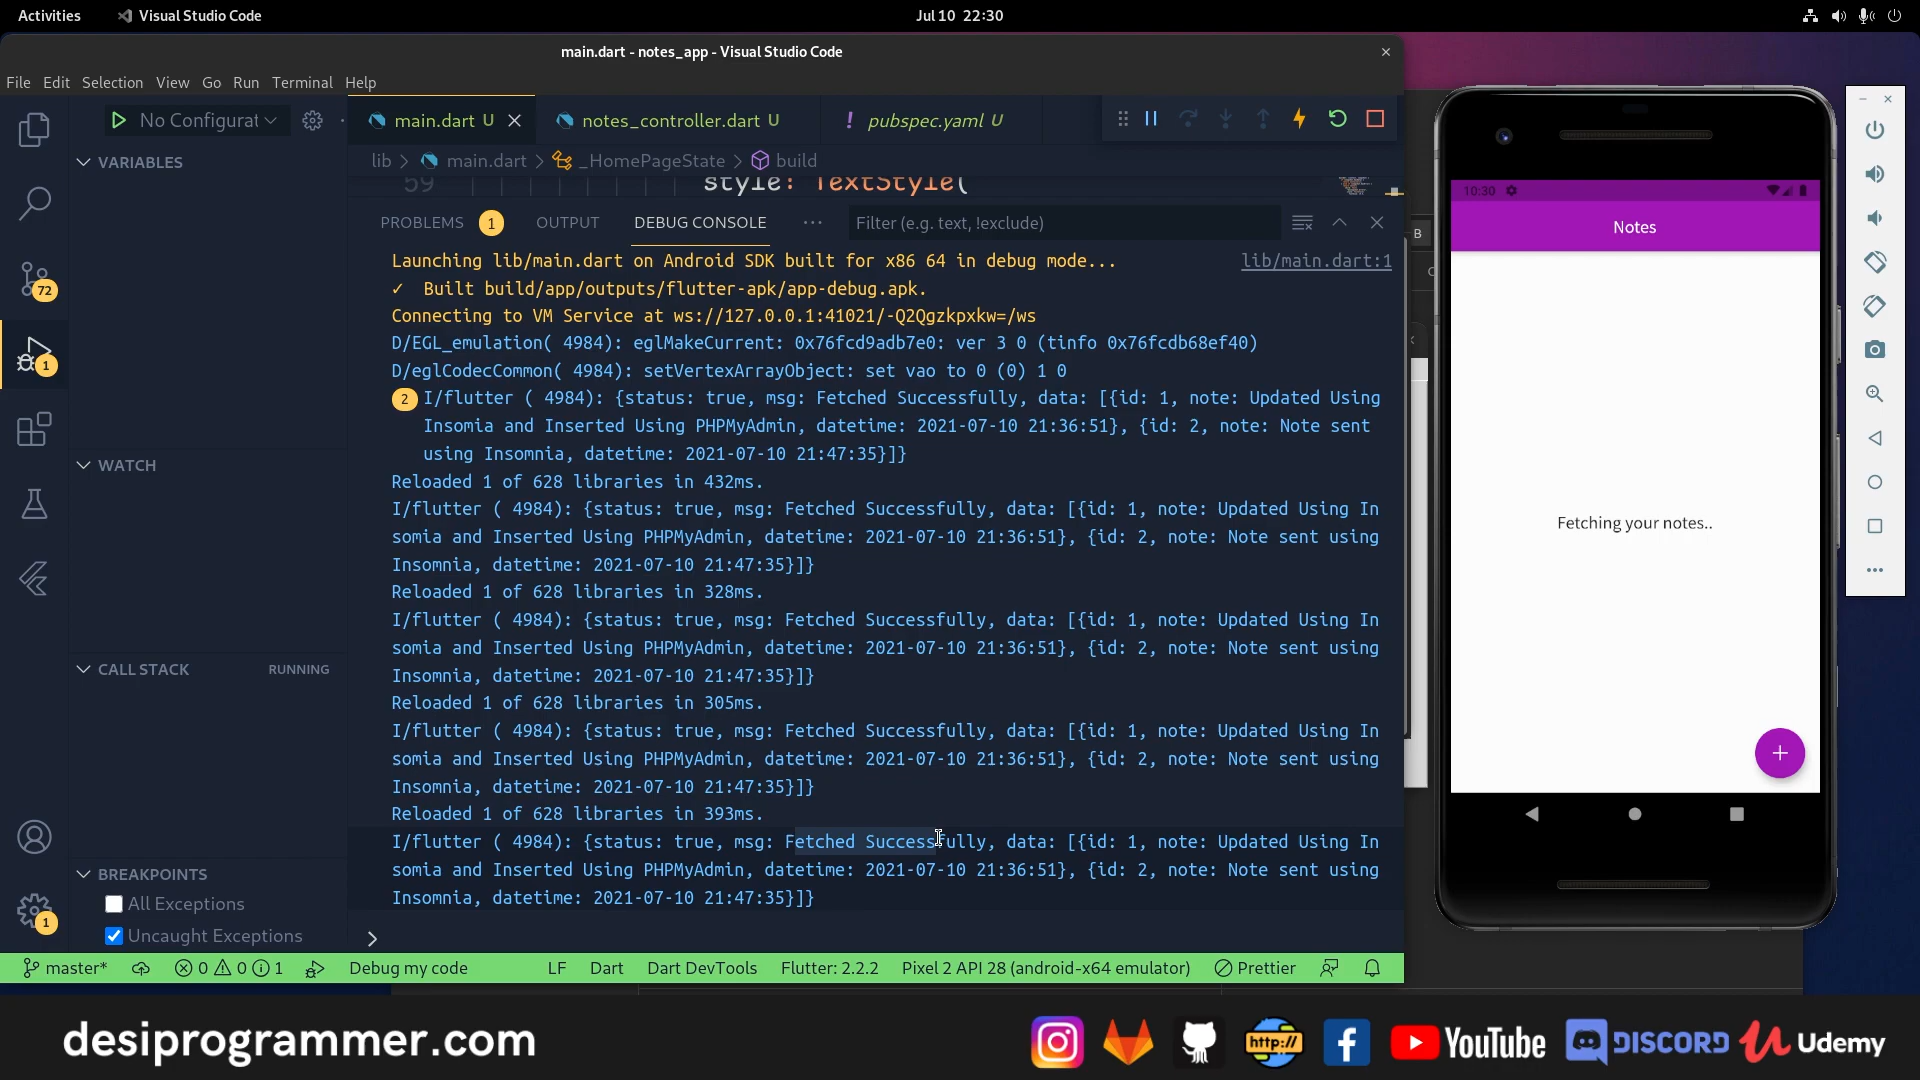 Activities Visual Studio Code Jul 10 22:30
main.dart - notes_app - Visual Studio Code
File Edit Selection View Go Run Terminal Help
No Configurat main.dart U notes_controller.dart U ! pubspec.yaml U
VARIABLES
lib > main.dart > _HomePageState > build
59 style: TextStyle(
PROBLEMS 1 OUTPUT DEBUG CONSOLE ··· Filter (e.g. text, !exclude)
Launching lib/main.dart on Android SDK built for x86 64 in debug mode... lib/main.dart:1
✓ Built build/app/outputs/flutter-apk/app-debug.apk.
Connecting to VM Service at ws://127.0.0.1:41021/-Q2Qgzkpxkw=/ws
D/EGL_emulation( 4984): eglMakeCurrent: 0x76fcd9adb7e0: ver 3 0 (tinfo 0x76fcdb68ef40)
D/eglCodecCommon( 4984): setVertexArrayObject: set vao to 0 (0) 1 0
2 I/flutter ( 4984): {status: true, msg: Fetched Successfully, data: [{id: 1, note: Updated Using
Insomia and Inserted Using PHPMyAdmin, datetime: 2021-07-10 21:36:51}, {id: 2, note: Note sent
using Insomnia, datetime: 2021-07-10 21:47:35}]}
Reloaded 1 of 628 libraries in 432ms.
I/flutter ( 4984): {status: true, msg: Fetched Successfully, data: [{id: 1, note: Updated Using In
somia and Inserted Using PHPMyAdmin, datetime: 2021-07-10 21:36:51}, {id: 2, note: Note sent using
Insomnia, datetime: 2021-07-10 21:47:35}]}
Reloaded 1 of 628 libraries in 328ms.
I/flutter ( 4984): {status: true, msg: Fetched Successfully, data: [{id: 1, note: Updated Using In
somia and Inserted Using PHPMyAdmin, datetime: 2021-07-10 21:36:51}, {id: 2, note: Note sent using
Insomnia, datetime: 2021-07-10 21:47:35}]}
Reloaded 1 of 628 libraries in 305ms.
I/flutter ( 4984): {status: true, msg: Fetched Successfully, data: [{id: 1, note: Updated Using In
somia and Inserted Using PHPMyAdmin, datetime: 2021-07-10 21:36:51}, {id: 2, note: Note sent using
Insomnia, datetime: 2021-07-10 21:47:35}]}
Reloaded 1 of 628 libraries in 393ms.
I/flutter ( 4984): {status: true, msg: Fetched Successfully, data: [{id: 1, note: Updated Using In
somia and Inserted Using PHPMyAdmin, datetime: 2021-07-10 21:36:51}, {id: 2, note: Note sent using
Insomnia, datetime: 2021-07-10 21:47:35}]}
>
72
1
1
WATCH
CALL STACK RUNNING
BREAKPOINTS
All Exceptions
Uncaught Exceptions
master* 0 0 1 Debug my code LF Dart Dart DevTools Flutter: 2.2.2 Pixel 2 API 28 (android-x64 emulator) Prettier
B
10:30
Notes
Fetching your notes..
+
desiprogrammer.com http:// YouTube DISCORD Udemy